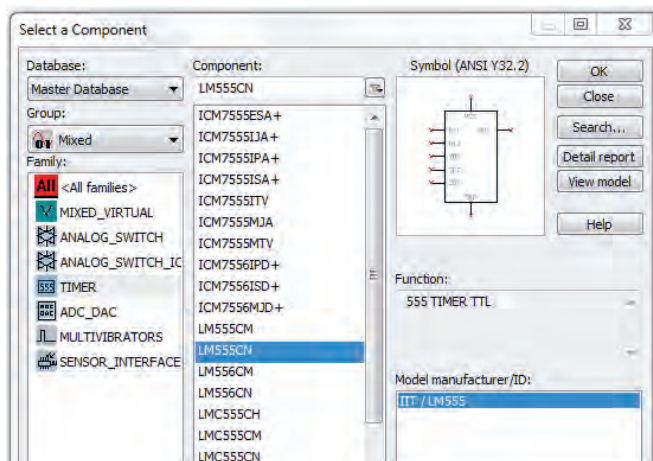 Select a Component
Database:
Master Database
Group:
Mixed
Family:
All <All families>
MIXED_VIRTUAL
ANALOG_SWITCH
ANALOG_SWITCH_IC
555 TIMER
ADC_DAC
MULTIVIBRATORS
SENSOR_INTERFACE
Component:
LM555CN
ICM7555ESA+
ICM7555IJA+
ICM7555IPA+
ICM7555ISA+
ICM7555ITV
ICM7555MJA
ICM7555MTV
ICM7556IPD+
ICM7556ISD+
ICM7556MJD+
LM555CM
LM555CN
LM556CM
LM556CN
LMC555CH
LMC555CM
LMC555CN
Symbol (ANSI Y32.2)
VCC
Function:
555 TIMER TTL
Model manufacturer/ID:
IIT / LM555
OK
Close
Search...
Detail report
View model
Help